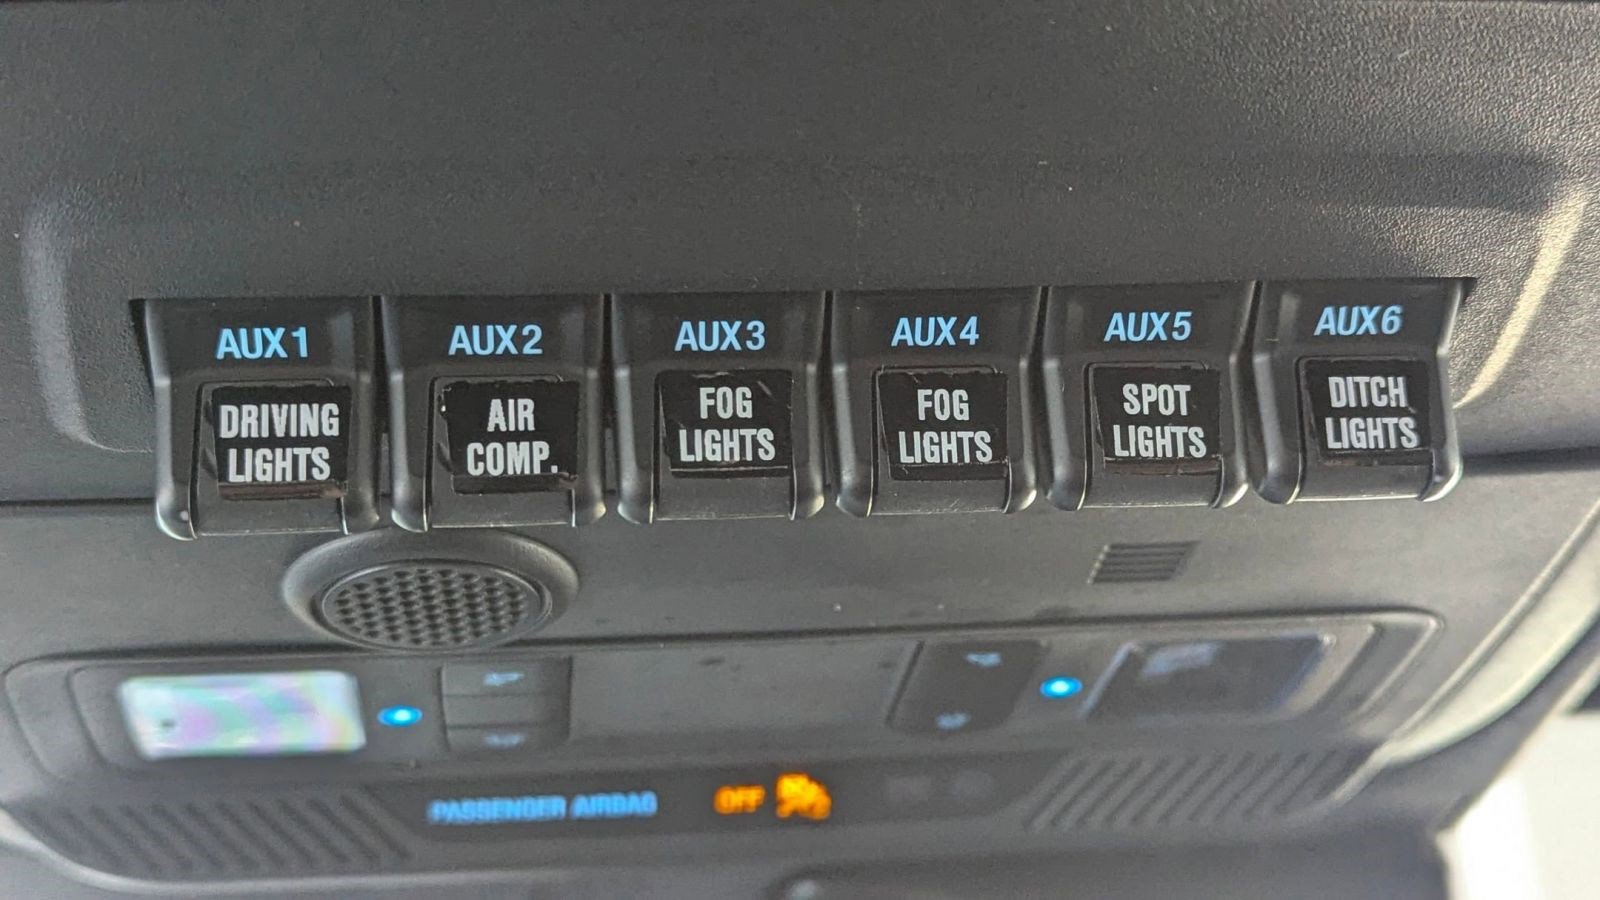 AUX1 AUX2 AUX3 AUX4 AUX5 AUX6
DRIVING
LIGHTS
AIR
COMP.
FOG
LIGHTS
FOG
LIGHTS
SPOT
LIGHTS
DITCH
LIGHTS
PASSENGER AIRBAG OFF